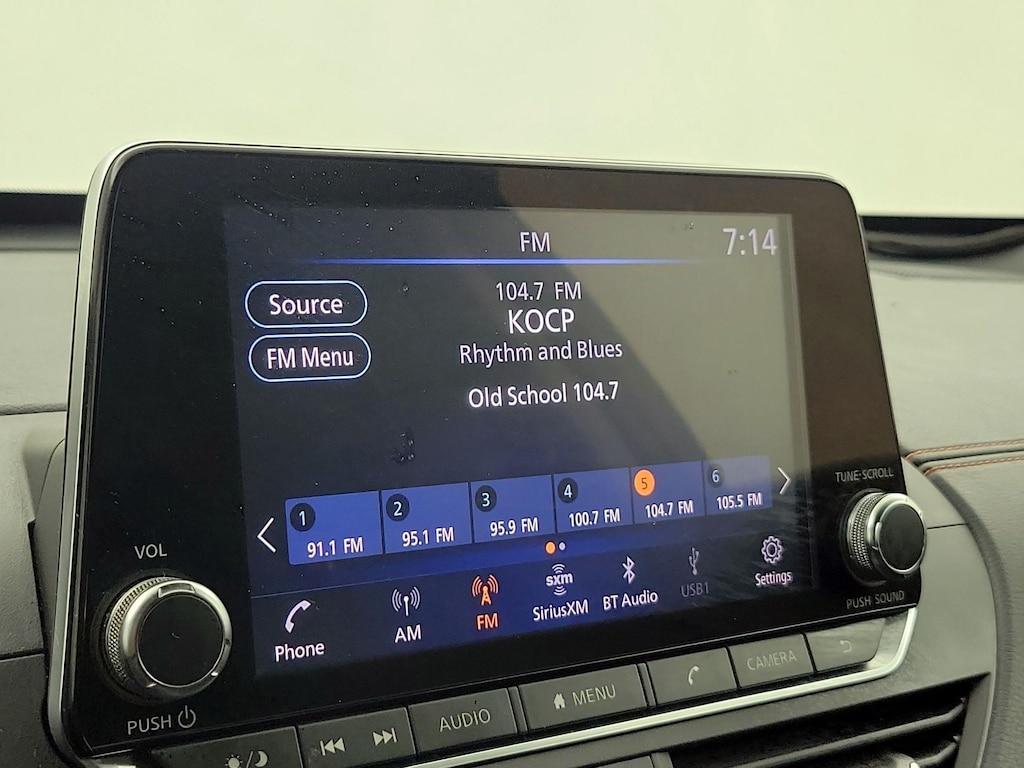 FM
7:14
Source
FM Menu
104.7 FM
KOCP
Rhythm and Blues
Old School 104.7
1
91.1 FM
2
95.1 FM
3
95.9 FM
4
100.7 FM
5
104.7 FM
6
105.5 FM
Phone
AM
FM
sxm
SiriusXM
BT Audio
USB1
Settings
VOL
PUSH
TUNE·SCROLL
PUSH SOUND
AUDIO
MENU
CAMERA